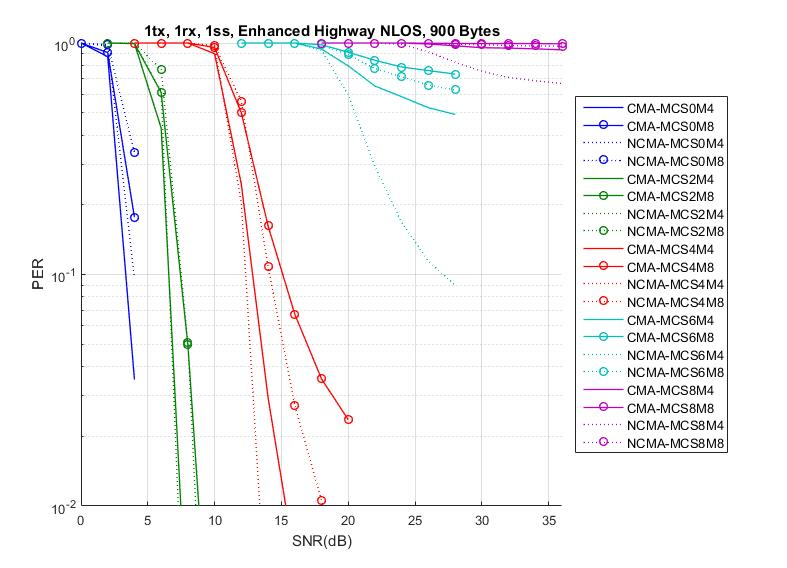 1tx, 1rx, 1ss, Enhanced Highway NLOS, 900 Bytes
10^0
10^-1
10^-2
PER
0 5 10 15 20 25 30 35
SNR(dB)
CMA-MCS0M4
CMA-MCS0M8
NCMA-MCS0M4
NCMA-MCS0M8
CMA-MCS2M4
CMA-MCS2M8
NCMA-MCS2M4
NCMA-MCS2M8
CMA-MCS4M4
CMA-MCS4M8
NCMA-MCS4M4
NCMA-MCS4M8
CMA-MCS6M4
CMA-MCS6M8
NCMA-MCS6M4
NCMA-MCS6M8
CMA-MCS8M4
CMA-MCS8M8
NCMA-MCS8M4
NCMA-MCS8M8